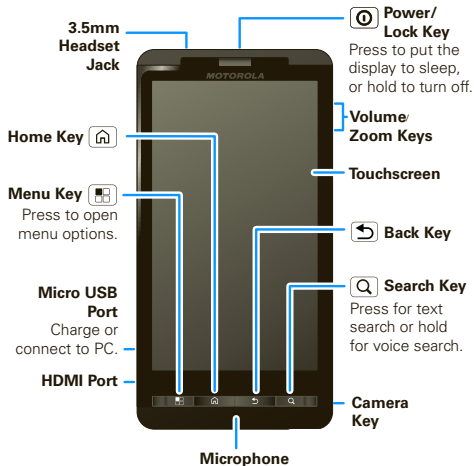 3.5mm
Headset
Jack
Power/
Lock Key
Press to put the
display to sleep,
or hold to turn off.
MOTOROLA
Volume/
Zoom Keys
Home Key
Touchscreen
Menu Key
Press to open
menu options.
Back Key
Search Key
Press for text
search or hold
for voice search.
Micro USB
Port
Charge or
connect to PC.
HDMI Port
Camera
Key
Microphone